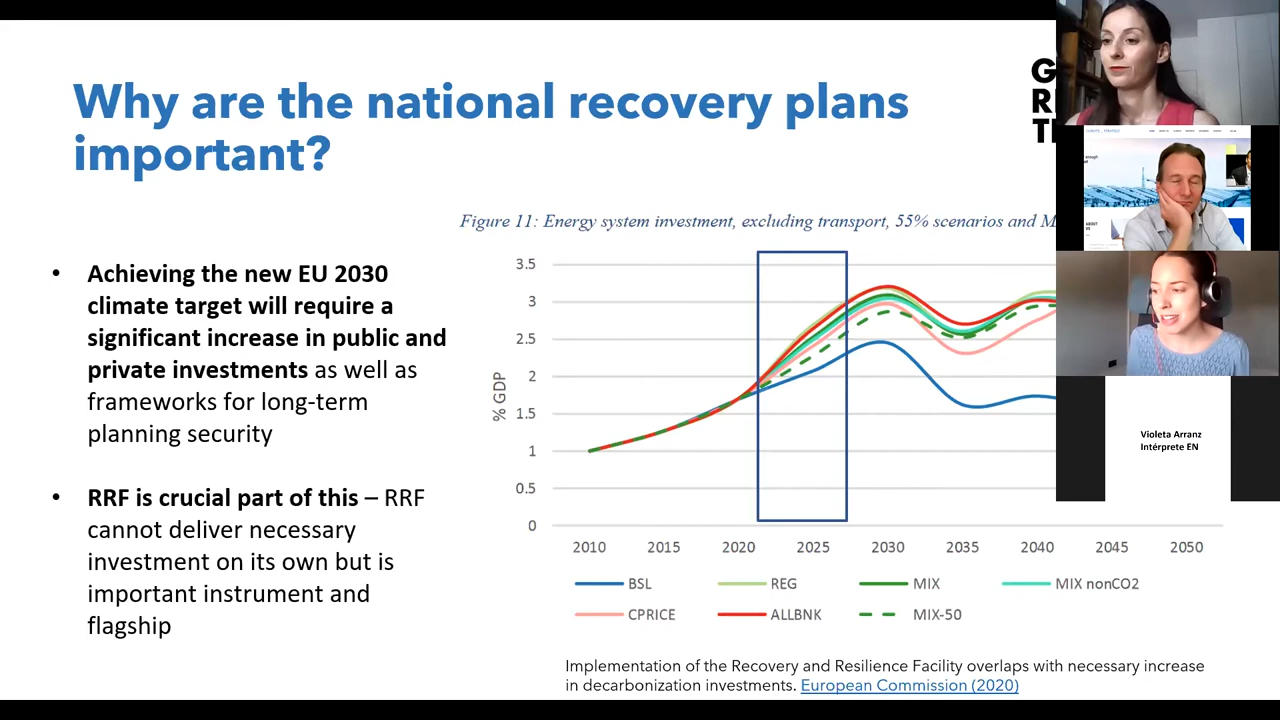 Why are the national recovery plans
important?
G
R
T
Figure 11: Energy system investment, excluding transport, 55% scenarios and M
• Achieving the new EU 2030
climate target will require a
significant increase in public and
private investments as well as
frameworks for long-term
planning security
• RRF is crucial part of this – RRF
cannot deliver necessary
investment on its own but is
important instrument and
flagship
% GDP
3.5
3
2.5
2
1.5
1
0.5
0
2010 2015 2020 2025 2030 2035 2040 2045 2050
BSL REG MIX MIX nonCO2
CPRICE ALLBNK MIX-50
Implementation of the Recovery and Resilience Facility overlaps with necessary increase
in decarbonization investments. European Commission (2020)
ABOUT
US
Violeta Arranz
Intérprete EN